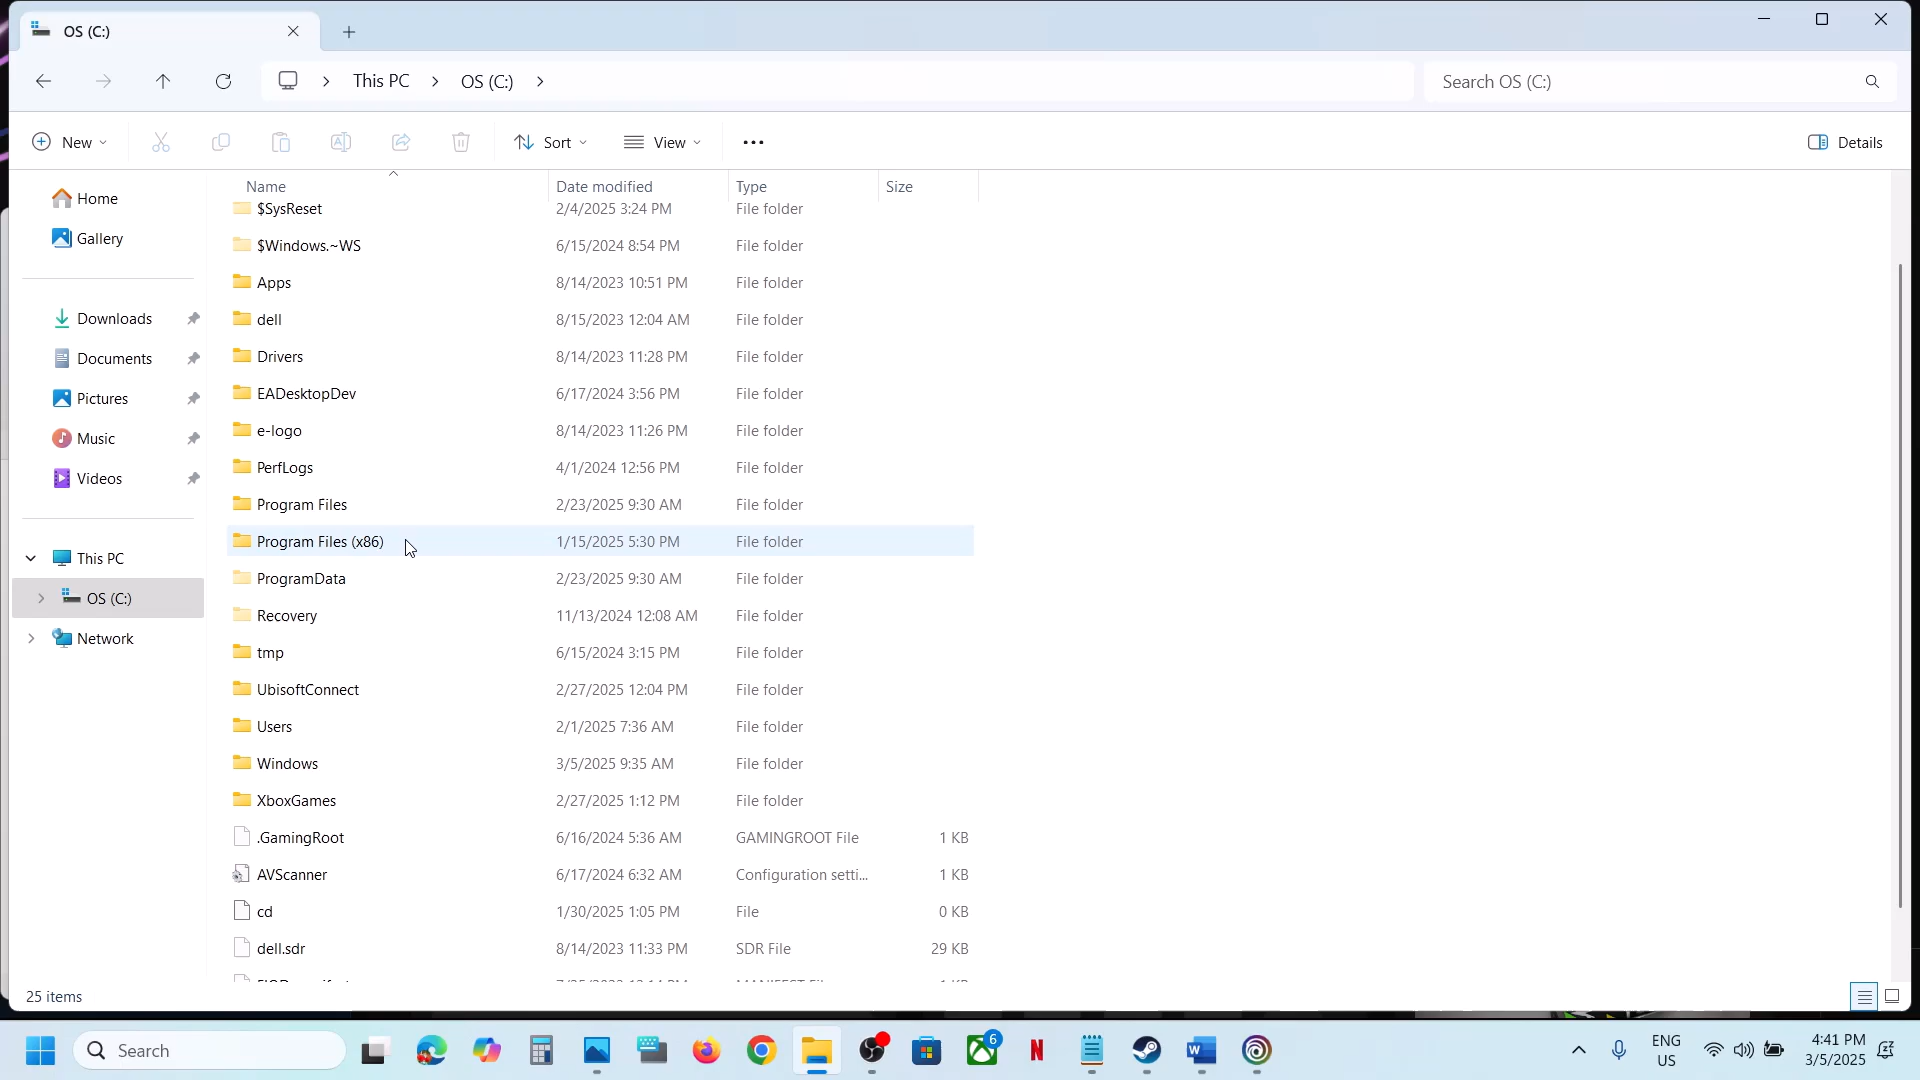 OS (C:)
This PC OS (C:) Search OS (C:)
New Sort View Details
Name Date modified Type Size
Home
Gallery
Downloads
Documents
Pictures
Music
Videos
This PC
OS (C:)
Network
$SysReset 2/4/2025 3:24 PM File folder
$Windows.~WS 6/15/2024 8:54 PM File folder
Apps 8/14/2023 10:51 PM File folder
dell 8/15/2023 12:04 AM File folder
Drivers 8/14/2023 11:28 PM File folder
EADesktopDev 6/17/2024 3:56 PM File folder
e-logo 8/14/2023 11:26 PM File folder
PerfLogs 4/1/2024 12:56 PM File folder
Program Files 2/23/2025 9:30 AM File folder
Program Files (x86) 1/15/2025 5:30 PM File folder
ProgramData 2/23/2025 9:30 AM File folder
Recovery 11/13/2024 12:08 AM File folder
tmp 6/15/2024 3:15 PM File folder
UbisoftConnect 2/27/2025 12:04 PM File folder
Users 2/1/2025 7:36 AM File folder
Windows 3/5/2025 9:35 AM File folder
XboxGames 2/27/2025 1:12 PM File folder
.GamingRoot 6/16/2024 5:36 AM GAMINGROOT File 1 KB
AVScanner 6/17/2024 6:32 AM Configuration setti... 1 KB
cd 1/30/2025 1:05 PM File 0 KB
dell.sdr 8/14/2023 11:33 PM SDR File 29 KB
25 items
Search 6 ENG 4:41 PM
US 3/5/2025